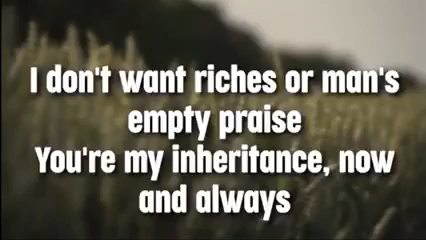 I don't want riches or man's
empty praise
You're my inheritance, now
and always